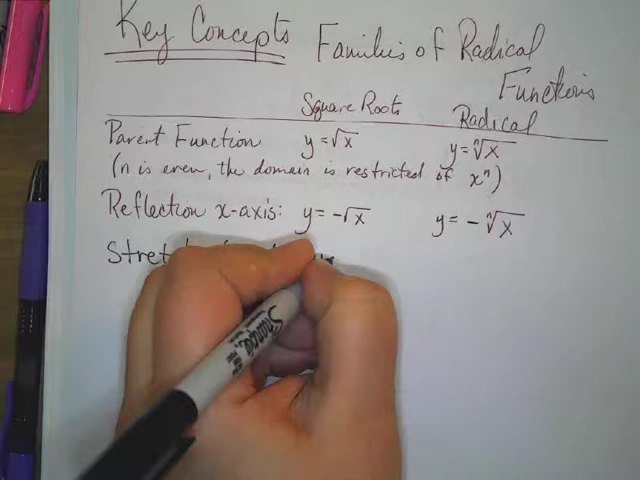 Key Concepts Families of Radical
Functions
Square Roots Radical
Parent Function y = √x y = ⁿ√x
(n is even, the domain is restricted of xⁿ)
Reflection x-axis: y = -√x y = - ⁿ√x
Sharpie